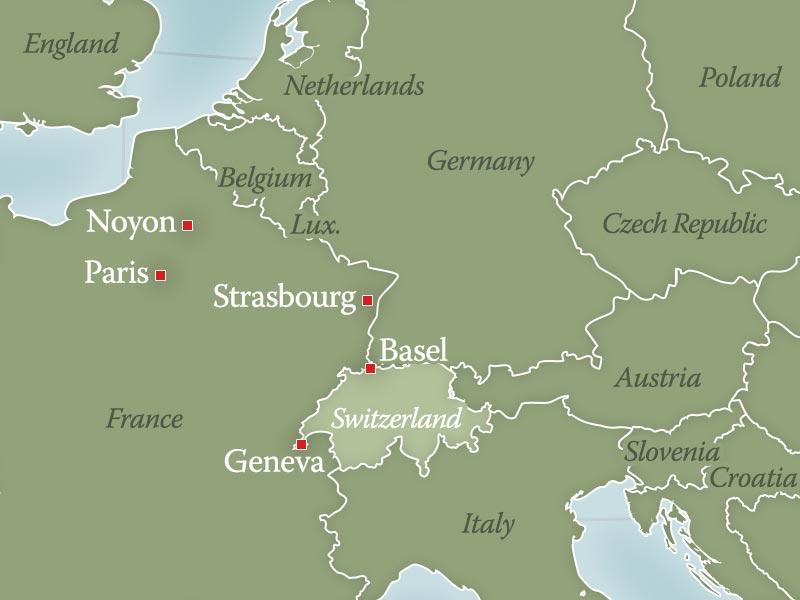 England
Netherlands
Poland
Germany
Belgium
Noyon
Lux.
Czech Republic
Paris
Strasbourg
Basel
Austria
France
Switzerland
Geneva
Slovenia
Croatia
Italy